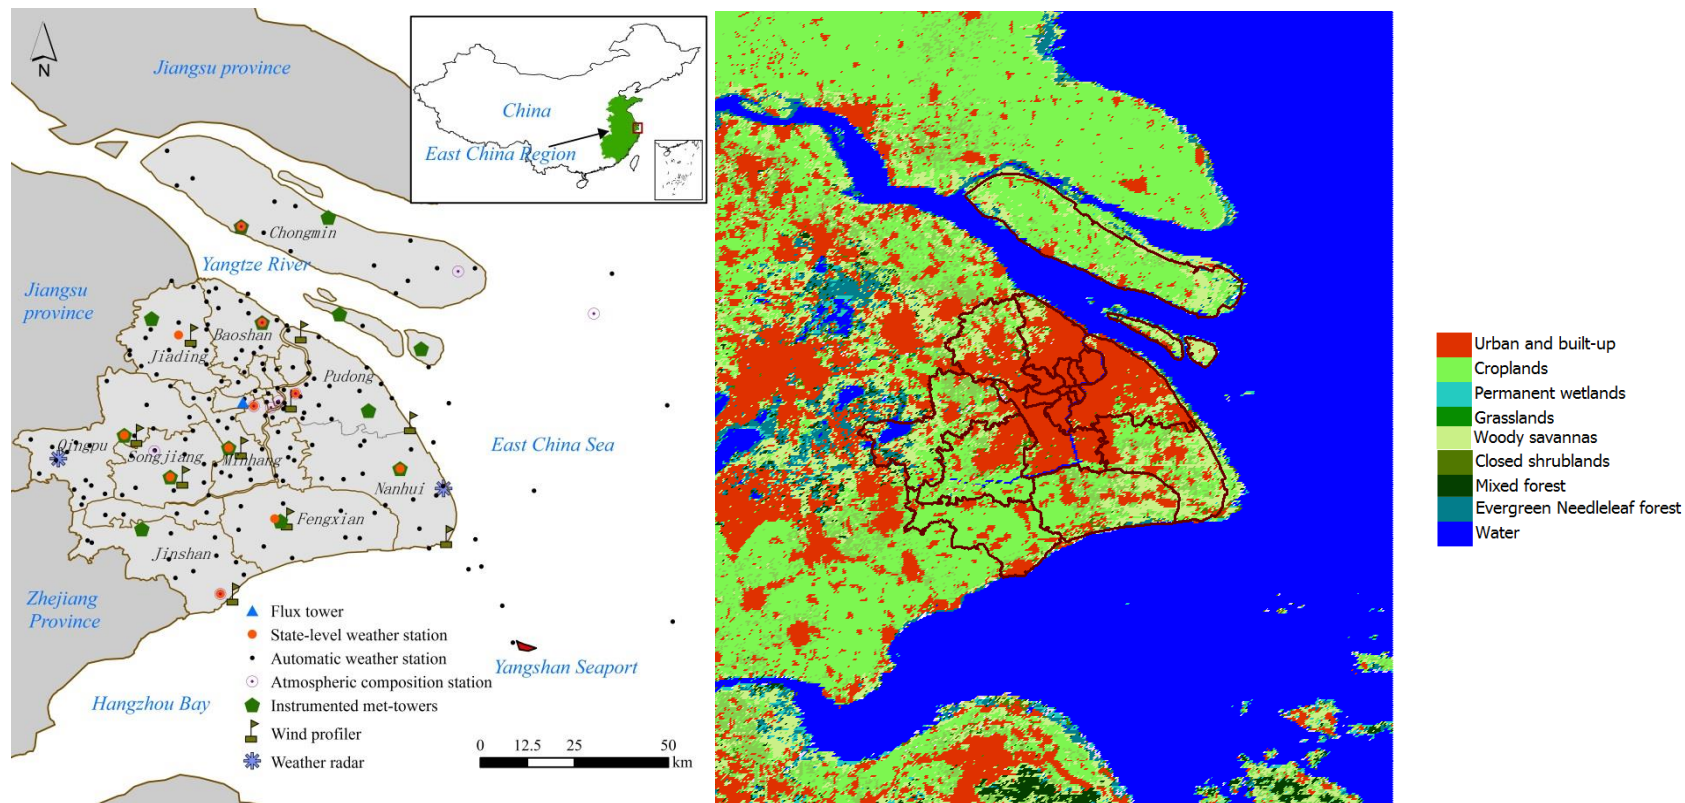 N
Jiangsu province
China
East China Region
Chongmin
Yangtze River
Jiangsu
province
Baoshan
Jiading
Pudong
Qingpu
Songjiang
Minhang
East China Sea
Nanhui
Fengxian
Jinshan
Zhejiang
Province
Hangzhou Bay
Yangshan Seaport
Flux tower
State-level weather station
Automatic weather station
Atmospheric composition station
Instrumented met-towers
Wind profiler
Weather radar
0 12.5 25 50
km
Urban and built-up
Croplands
Permanent wetlands
Grasslands
Woody savannas
Closed shrublands
Mixed forest
Evergreen Needleleaf forest
Water